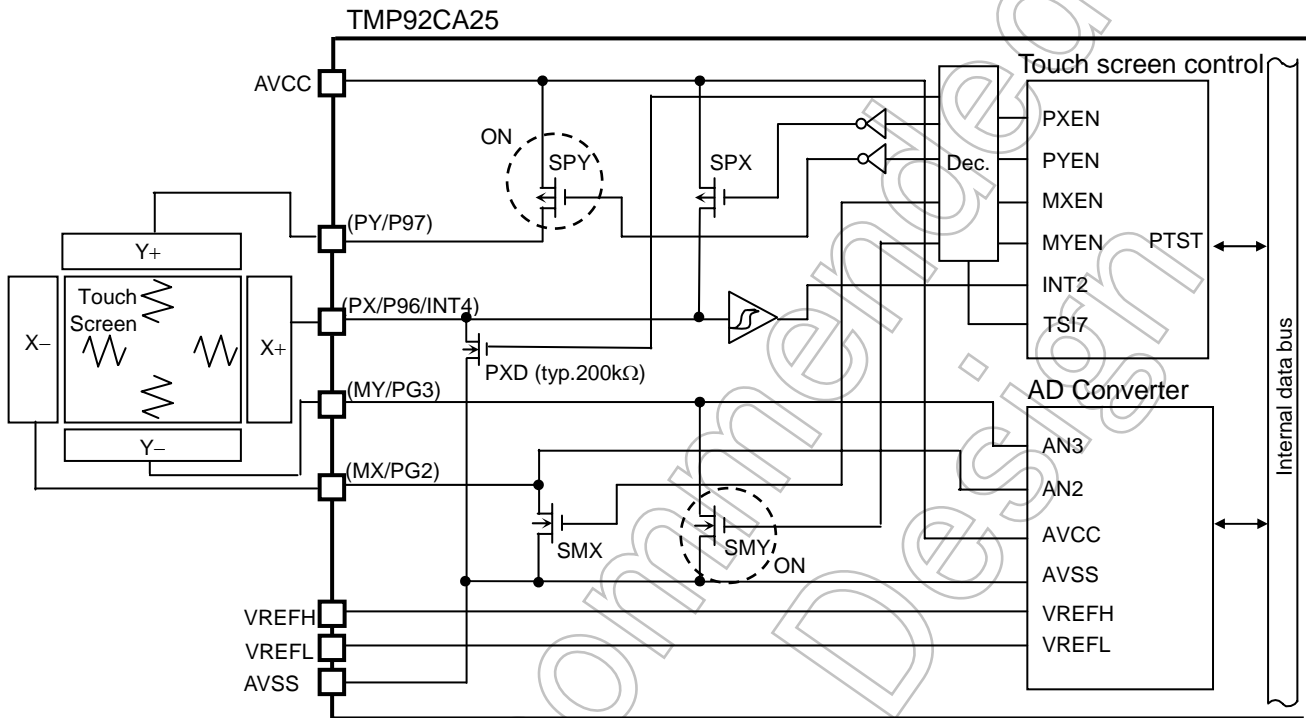 TMP92CA25
AVCC
Touch screen control
ON
SPY
SPX
Dec.
PXEN
PYEN
MXEN
MYEN
PTST
INT2
TSI7
(PY/P97)
Y+
Touch
Screen
X−
X+
Y−
(PX/P96/INT4)
PXD (typ.200kΩ)
(MY/PG3)
(MX/PG2)
SMX
SMY
ON
AD Converter
AN3
AN2
AVCC
AVSS
VREFH
VREFL
Internal data bus
VREFH
VREFL
AVSS
ommended
Design